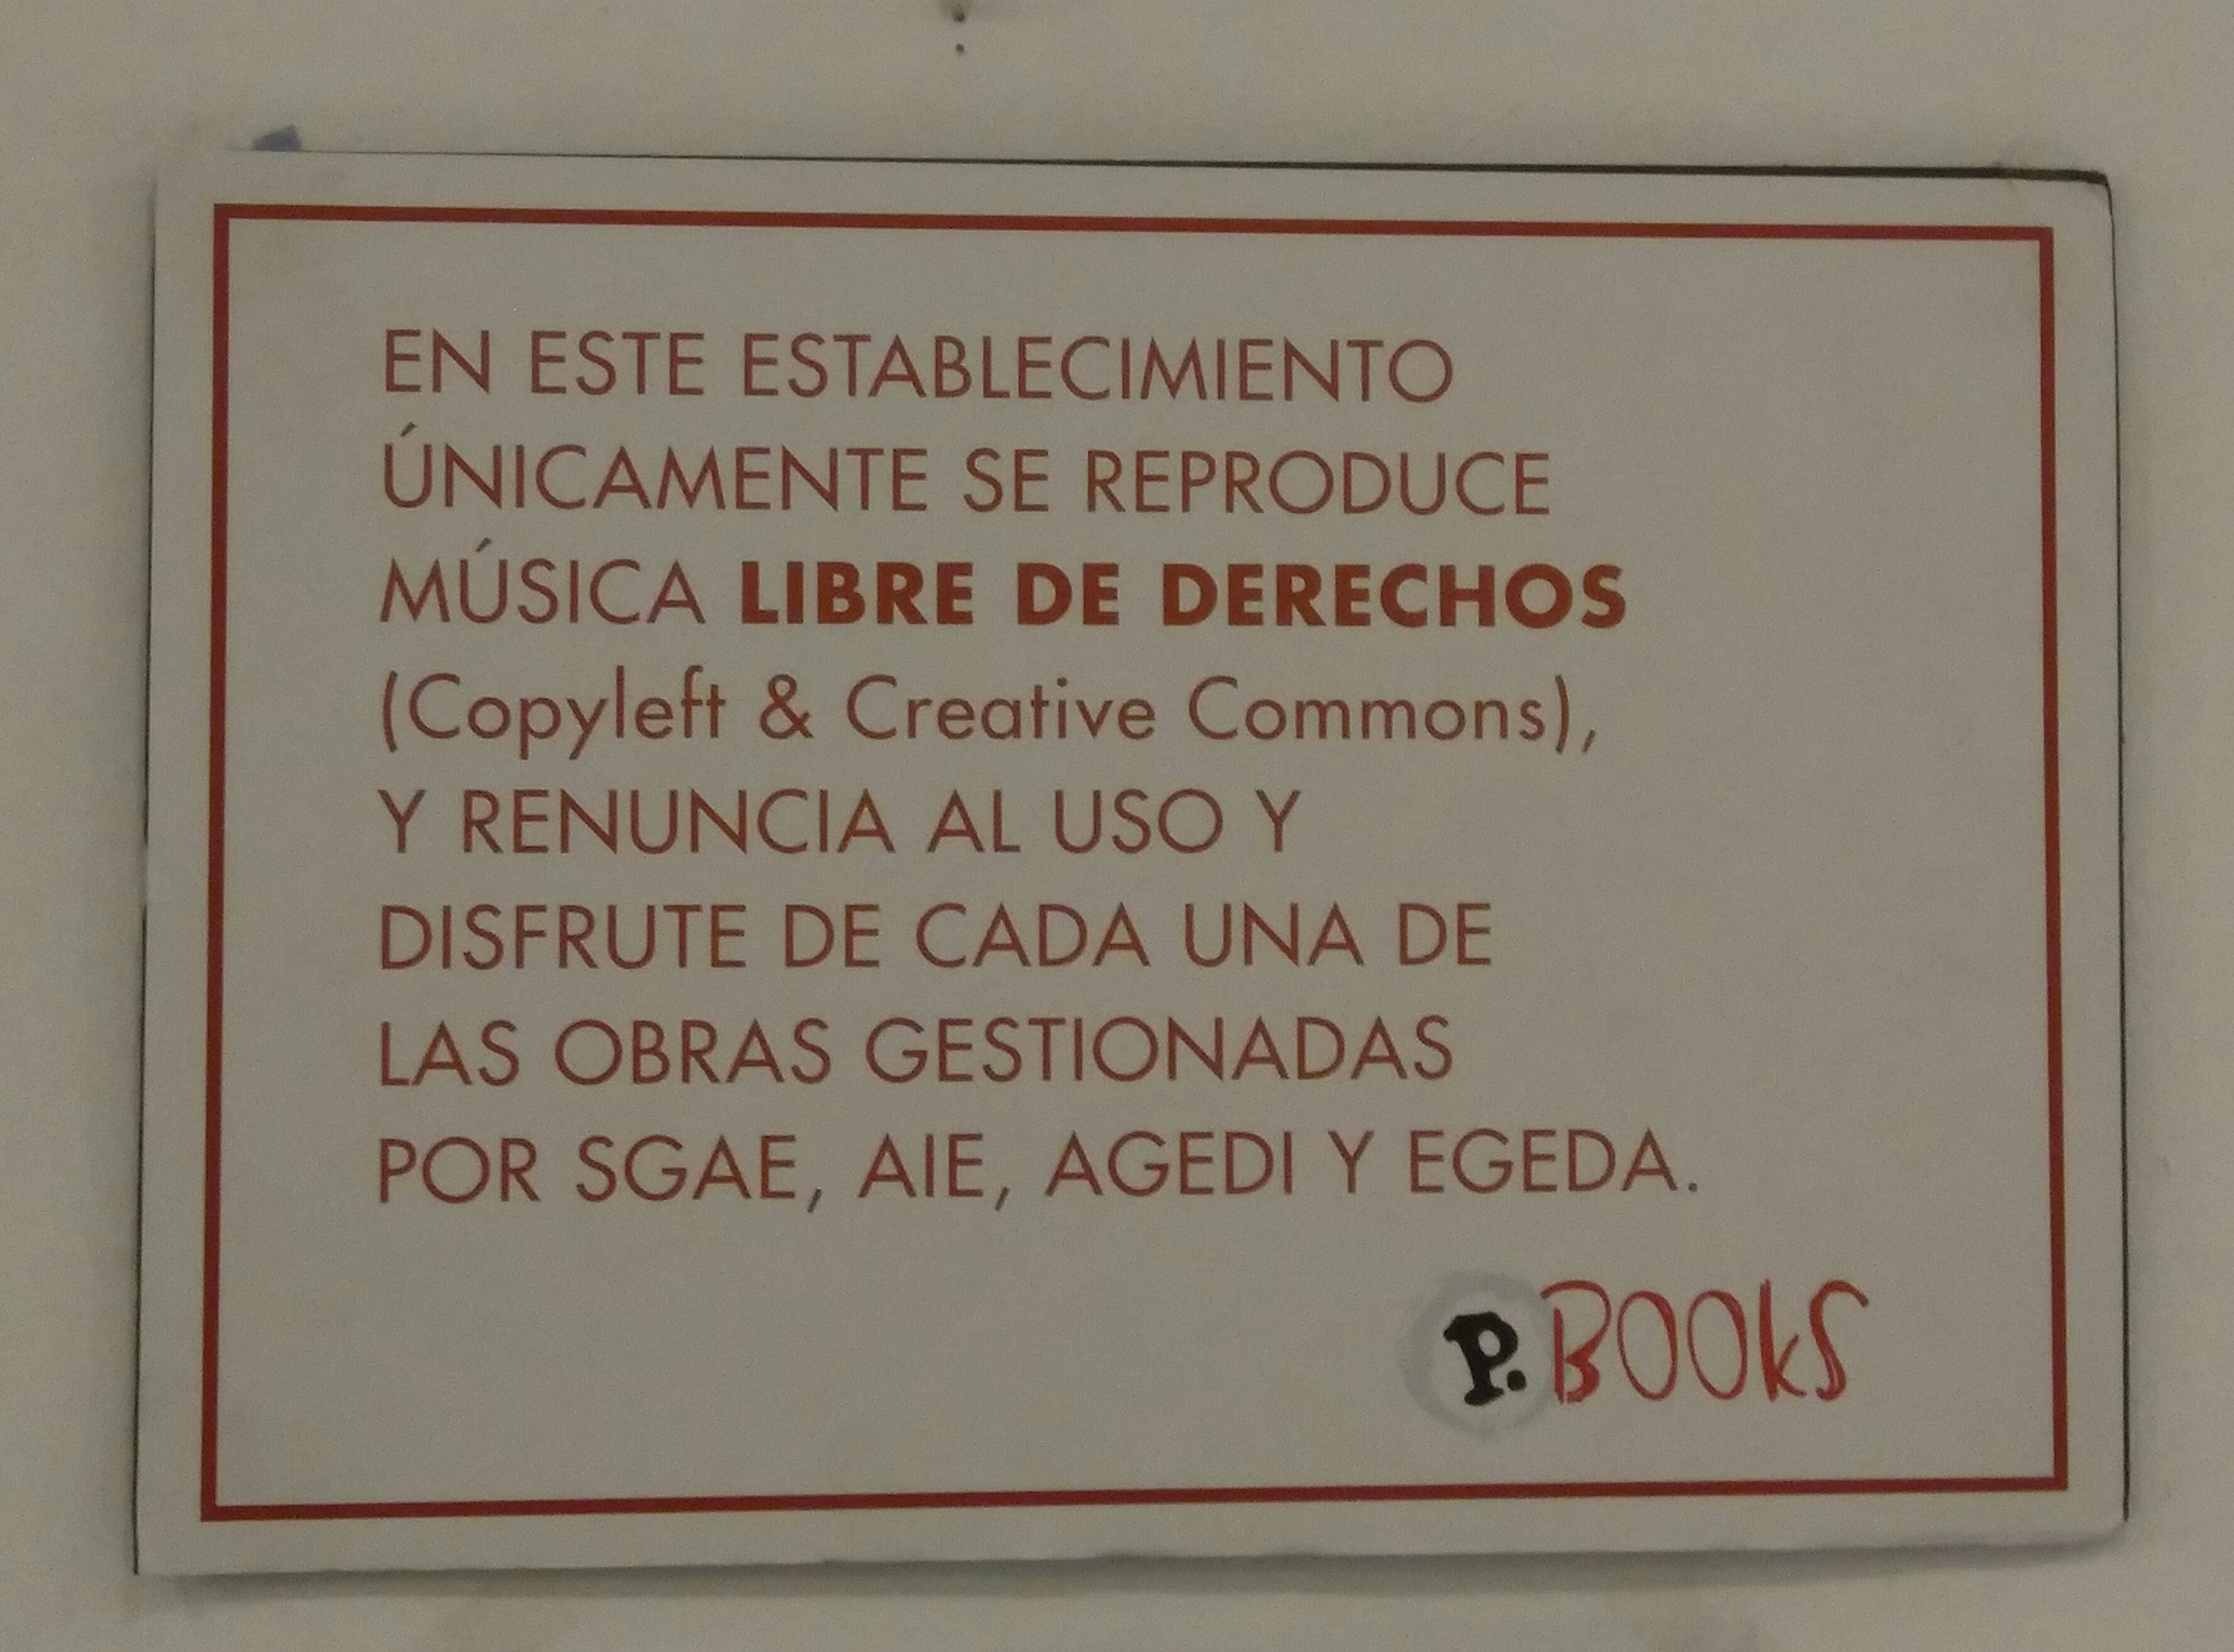 EN ESTE ESTABLECIMIENTO
ÚNICAMENTE SE REPRODUCE
MÚSICA LIBRE DE DERECHOS
(Copyleft & Creative Commons),
Y RENUNCIA AL USO Y
DISFRUTE DE CADA UNA DE
LAS OBRAS GESTIONADAS
POR SGAE, AIE, AGEDI Y EGEDA.
P. BOOKS